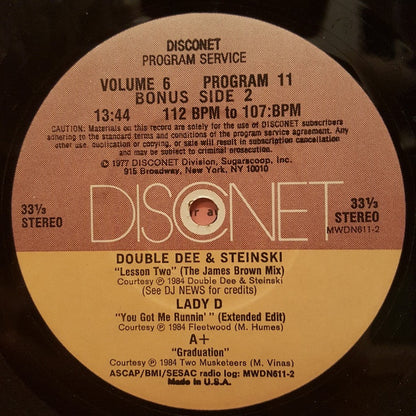 DISCONET
PROGRAM SERVICE
VOLUME 6 PROGRAM 11
BONUS SIDE 2
13:44 112 BPM to 107:BPM
CAUTION: Materials on this record are solely for the use of DISCONET subscribers
adhering to the standard terms and conditions of the program service agreement. Any
other use, duplication or copying, or sale will result in subscription cancellation
and may be subject to criminal prosecution.
© 1977 DISCONET Division, Sugarscoop, Inc.
915 Broadway, New York, NY 10010
33⅓
STEREO
DISCONET
33⅓
STEREO
MWDN611-2
DOUBLE DEE & STEINSKI
"Lesson Two" (The James Brown Mix)
Courtesy ℗ 1984 Double Dee & Steinski
(See DJ NEWS for credits)
LADY D
"You Got Me Runnin' " (Extended Edit)
Courtesy ℗ 1984 Fleetwood (M. Humes)
A+
"Graduation"
Courtesy ℗ 1984 Two Musketeers (M. Vinas)
ASCAP/BMI/SESAC radio log: MWDN611-2
Made in U.S.A.